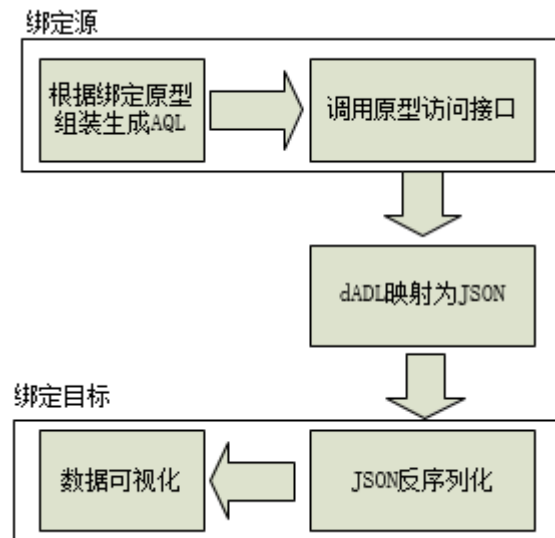 绑定源
根据绑定原型
组装生成AQL
调用原型访问接口
dADL映射为JSON
绑定目标
数据可视化
JSON反序列化